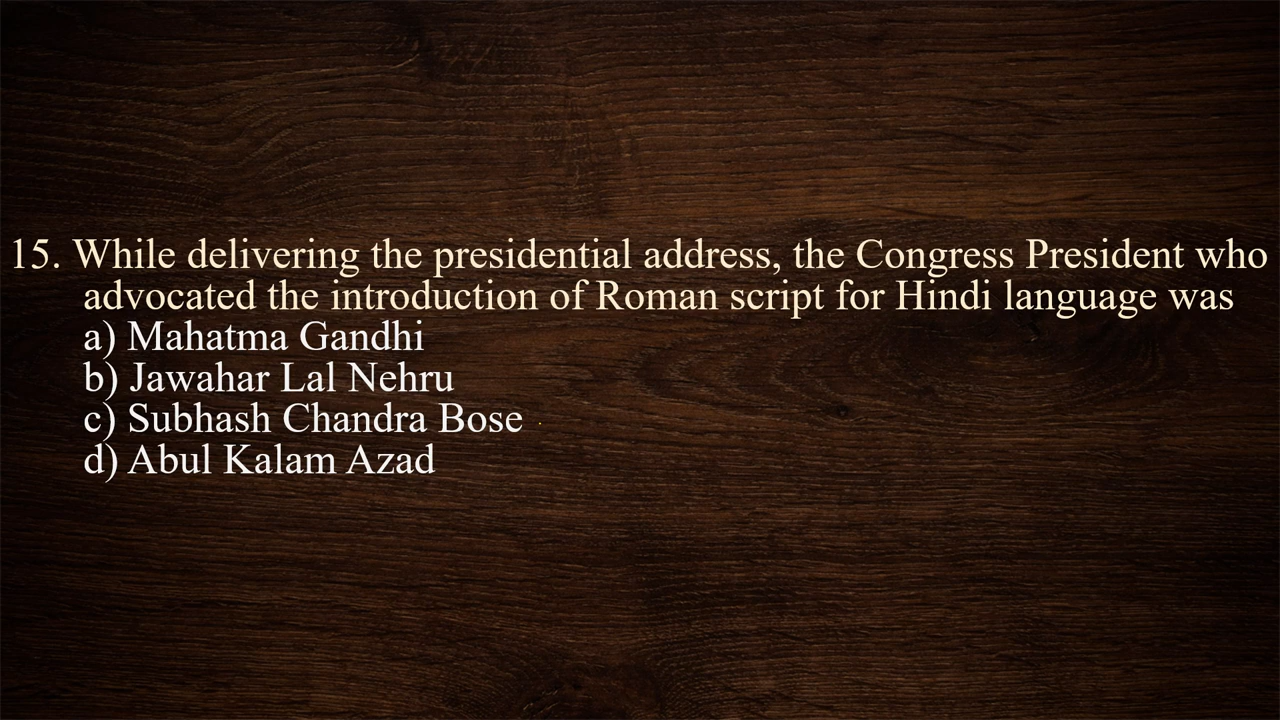 15. While delivering the presidential address, the Congress President who
advocated the introduction of Roman script for Hindi language was
a) Mahatma Gandhi
b) Jawahar Lal Nehru
c) Subhash Chandra Bose
d) Abul Kalam Azad